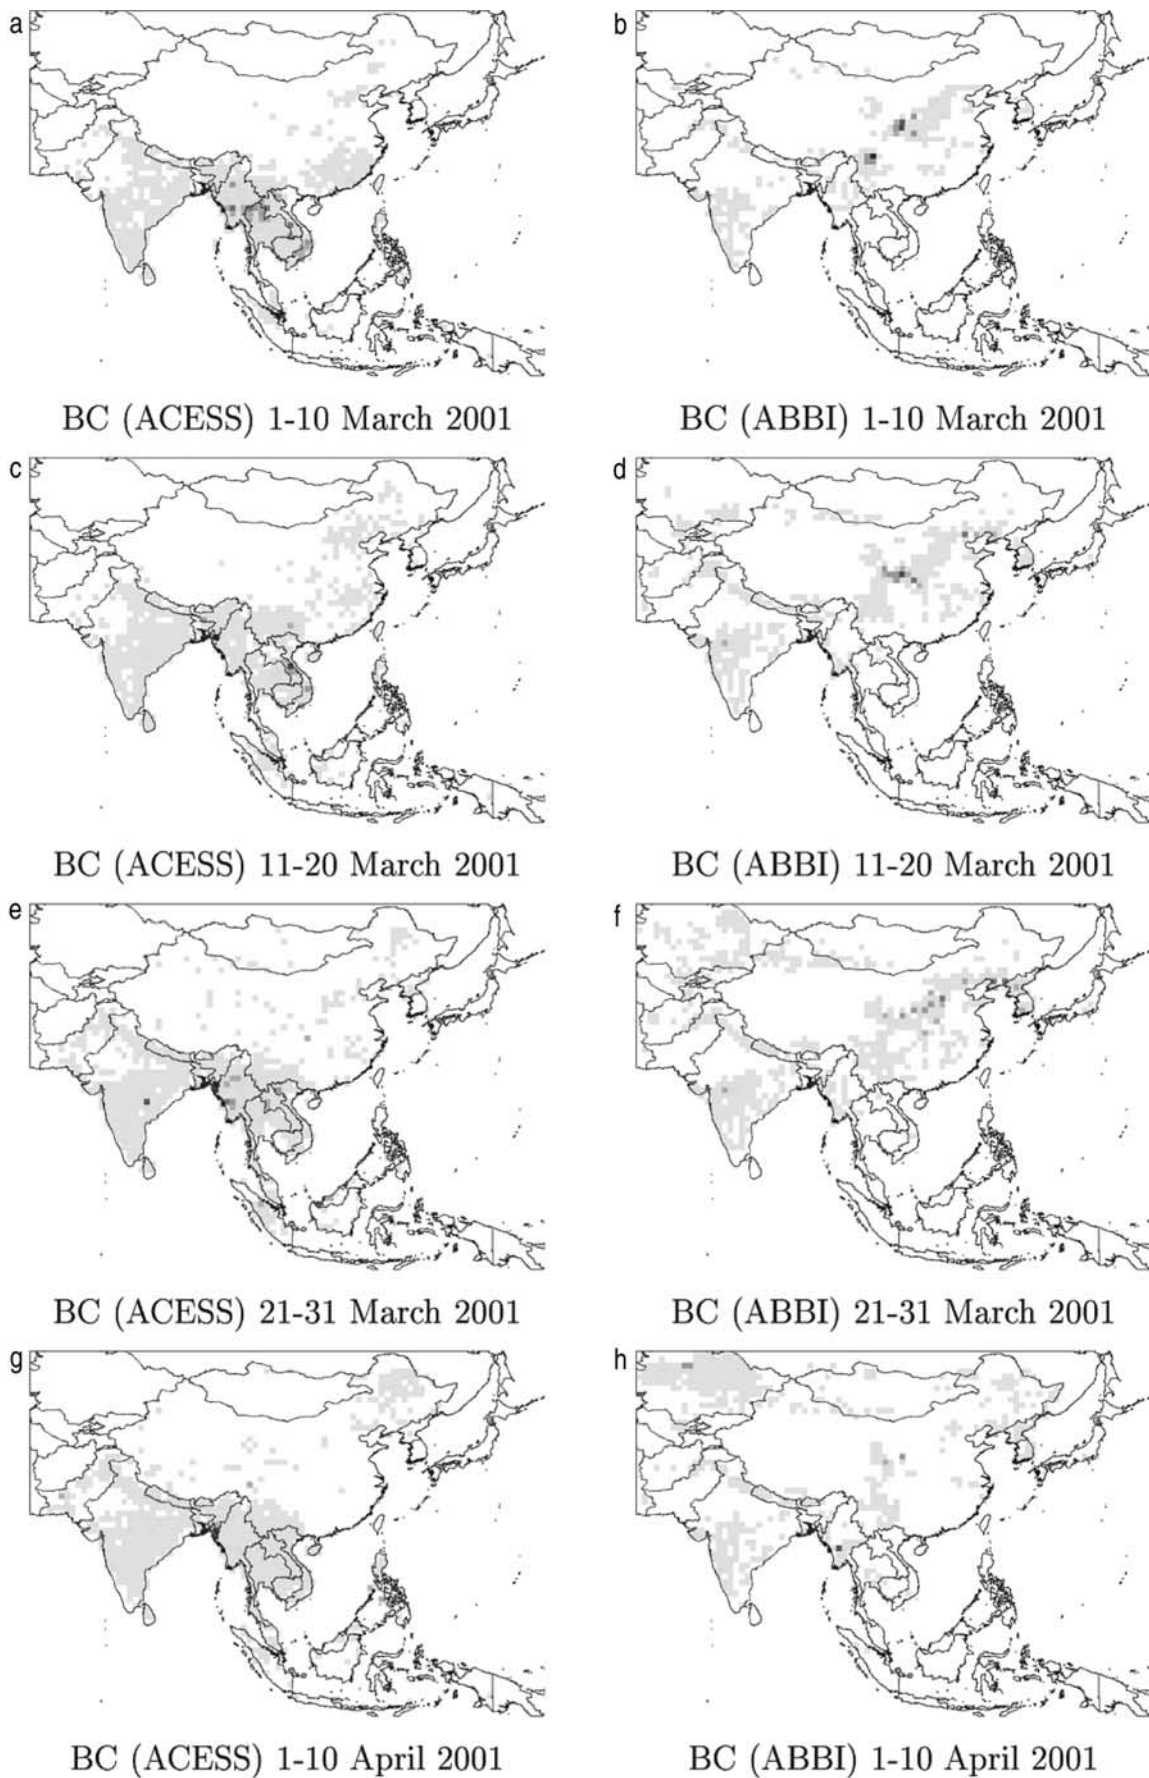 a
b
BC (ACESS) 1-10 March 2001
BC (ABBI) 1-10 March 2001
c
d
BC (ACESS) 11-20 March 2001
BC (ABBI) 11-20 March 2001
e
f
BC (ACESS) 21-31 March 2001
BC (ABBI) 21-31 March 2001
g
h
BC (ACESS) 1-10 April 2001
BC (ABBI) 1-10 April 2001